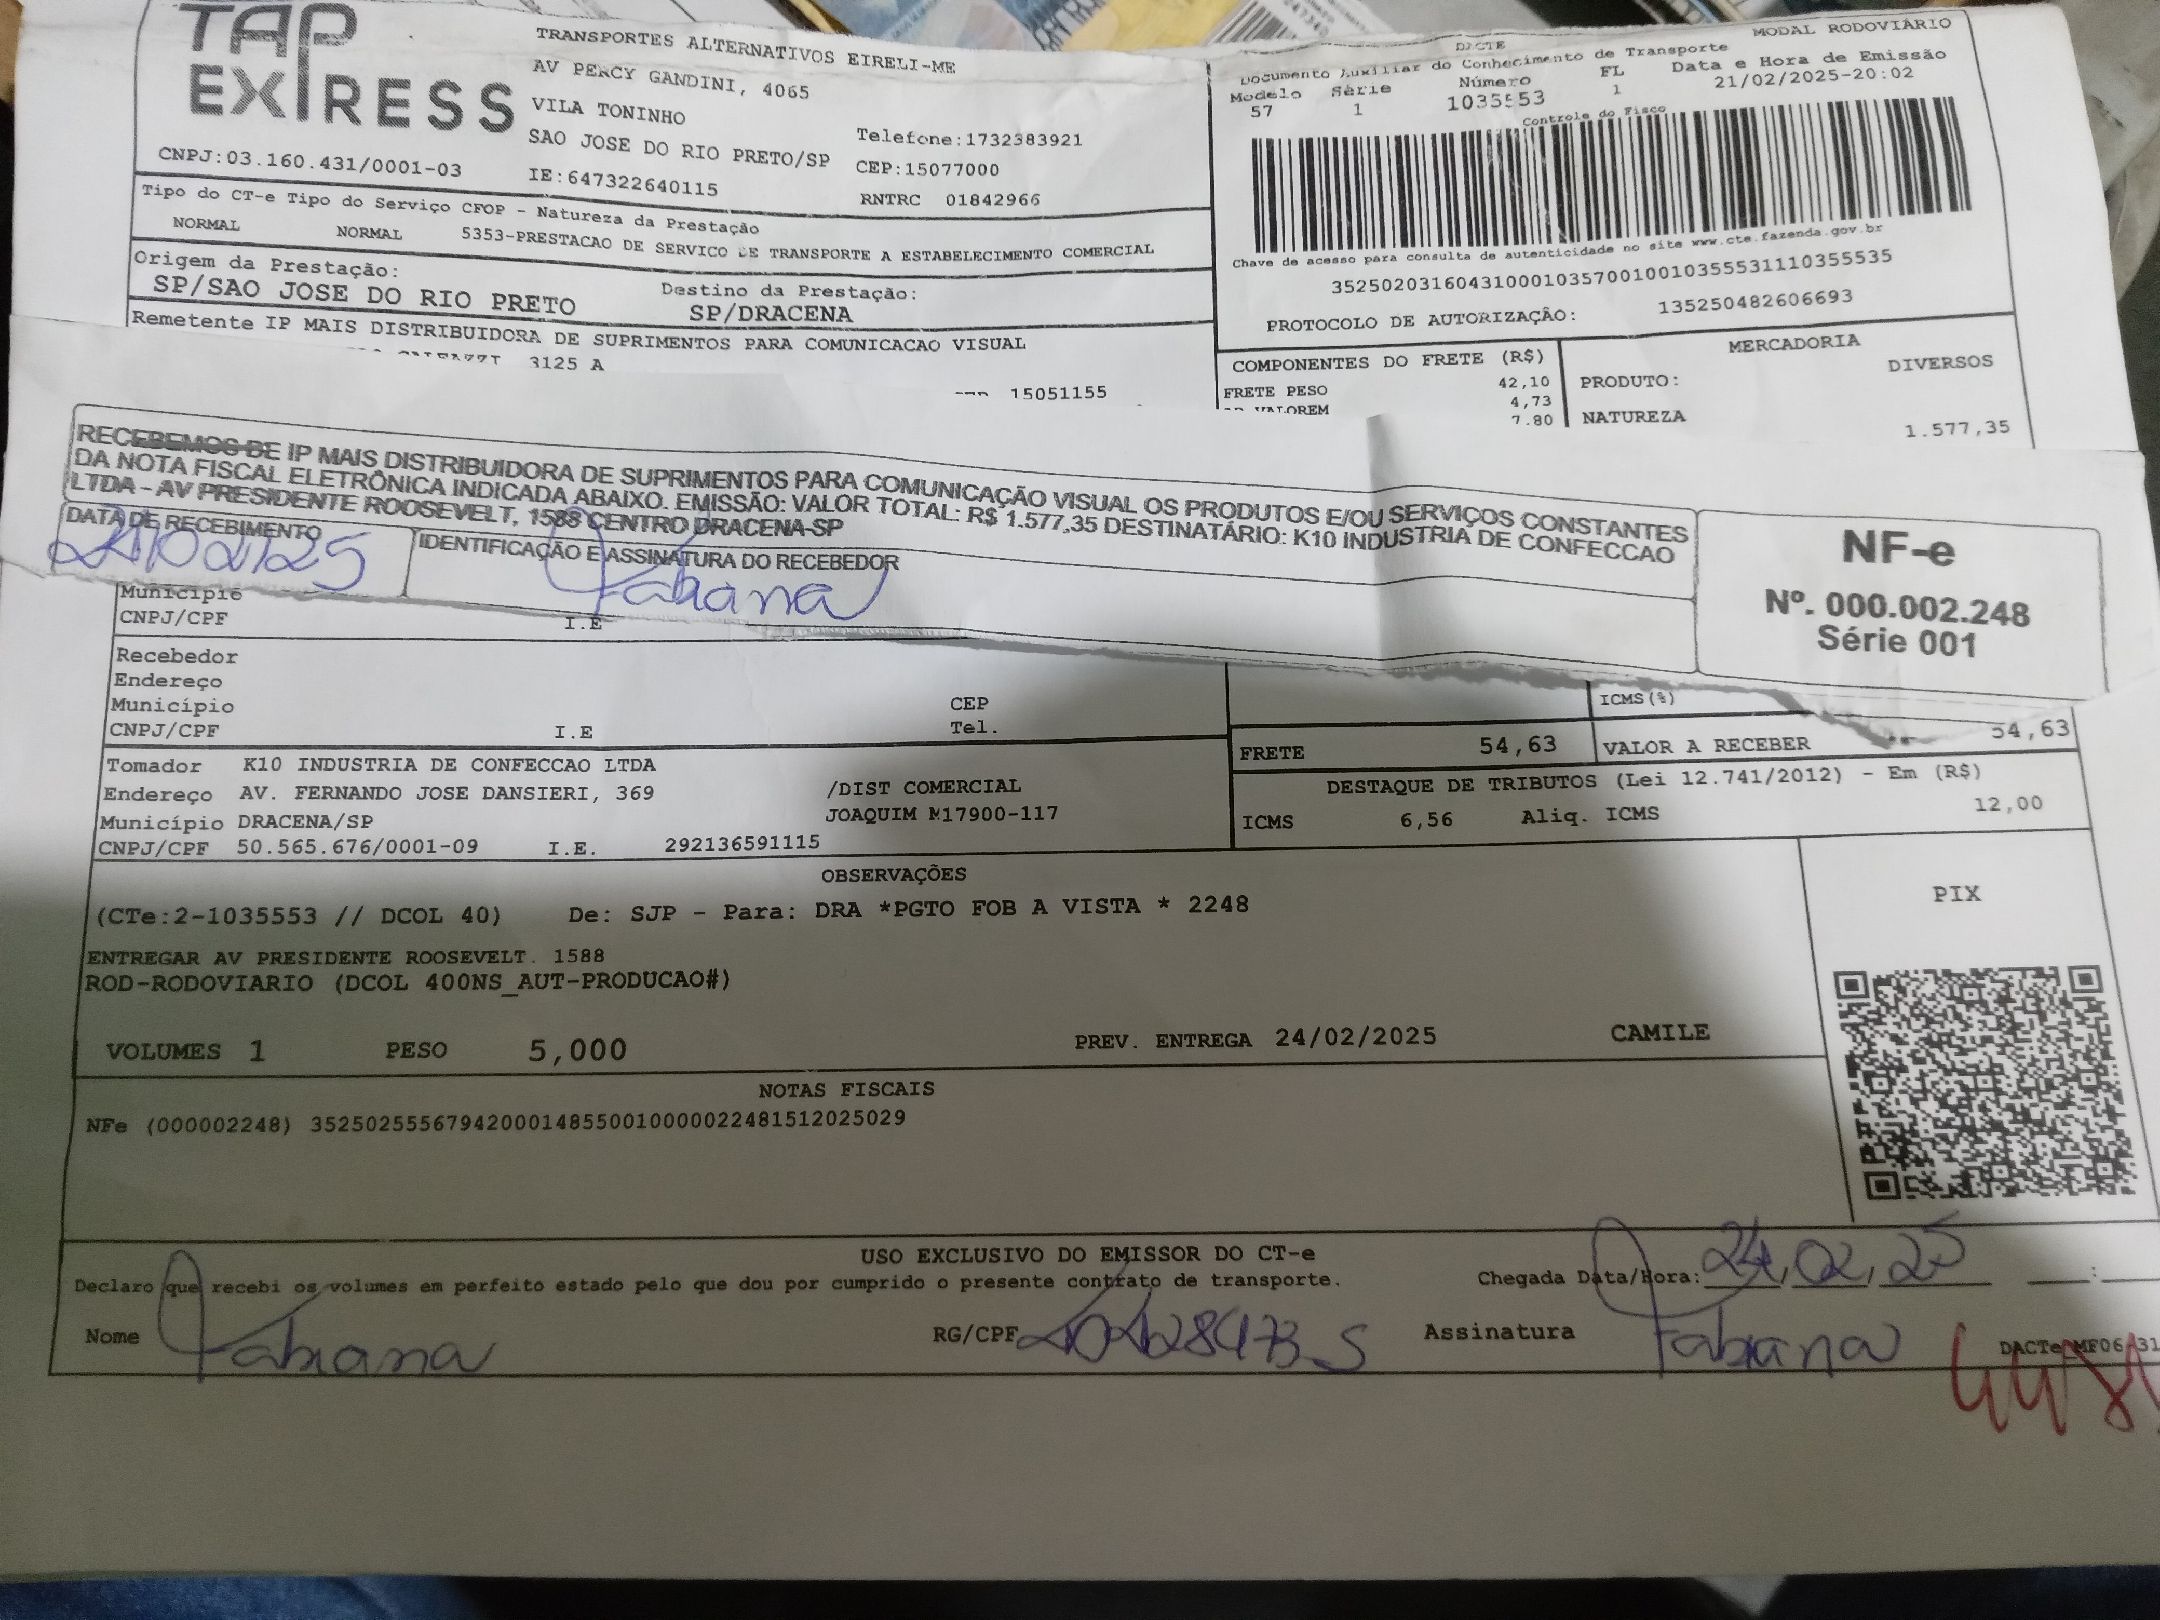 TAP EXPRESS
TRANSPORTES ALTERNATIVOS EIRELI-ME
AV PERCY GANDINI, 4065
VILA TONINHO
SAO JOSE DO RIO PRETO/SP
Telefone:1732383921
CEP:15077000
CNPJ:03.160.431/0001-03
IE:647322640115
RNTRC 01842966
MODAL RODOVIÁRIO
DACTE
Documento Auxiliar do Conhecimento de Transporte
Modelo Série Número FL Data e Hora de Emissão
57 1 1035553 1 21/02/2025-20:02
Controle do Fisco
Chave de acesso para consulta de autenticidade no site www.cte.fazenda.gov.br
35250203160431000103570010010355531110355535
PROTOCOLO DE AUTORIZAÇÃO: 135250482606693
Tipo do CT-e Tipo do Serviço CFOP - Natureza da Prestação
NORMAL NORMAL 5353-PRESTACAO DE SERVICO DE TRANSPORTE A ESTABELECIMENTO COMERCIAL
Origem da Prestação: Destino da Prestação:
SP/SAO JOSE DO RIO PRETO SP/DRACENA
Remetente IP MAIS DISTRIBUIDORA DE SUPRIMENTOS PARA COMUNICACAO VISUAL
3125 A
15051155
COMPONENTES DO FRETE (R$)
FRETE PESO 42,10
4,73
7.80
MERCADORIA
PRODUTO: DIVERSOS
NATUREZA
1.577,35
RECEBEMOS DE IP MAIS DISTRIBUIDORA DE SUPRIMENTOS PARA COMUNICAÇÃO VISUAL OS PRODUTOS E/OU SERVIÇOS CONSTANTES
DA NOTA FISCAL ELETRÔNICA INDICADA ABAIXO. EMISSÃO: VALOR TOTAL: R$ 1.577,35 DESTINATÁRIO: K10 INDUSTRIA DE CONFECCAO
LTDA - AV PRESIDENTE ROOSEVELT, 1588 CENTRO DRACENA-SP
DATA DE RECEBIMENTO
IDENTIFICAÇÃO E ASSINATURA DO RECEBEDOR
Fabiana
NF-e
Nº. 000.002.248
Série 001
Município
CNPJ/CPF I.E
Recebedor
Endereço
Município CEP
CNPJ/CPF I.E Tel.
ICMS(%)
FRETE 54,63 VALOR A RECEBER 54,63
Tomador K10 INDUSTRIA DE CONFECCAO LTDA
Endereço AV. FERNANDO JOSE DANSIERI, 369 /DIST COMERCIAL
Município DRACENA/SP JOAQUIM M17900-117
CNPJ/CPF 50.565.676/0001-09 I.E. 292136591115
DESTAQUE DE TRIBUTOS (Lei 12.741/2012) - Em (R$)
ICMS 6,56 Aliq. ICMS 12,00
OBSERVAÇÕES
(CTe:2-1035553 // DCOL 40) De: SJP - Para: DRA *PGTO FOB A VISTA * 2248
ENTREGAR AV PRESIDENTE ROOSEVELT. 1588
ROD-RODOVIARIO (DCOL 400NS_AUT-PRODUCAO#)
VOLUMES 1 PESO 5,000 PREV. ENTREGA 24/02/2025 CAMILE
PIX
NOTAS FISCAIS
NFe (000002248) 35250255567942000148550010000022481512025029
USO EXCLUSIVO DO EMISSOR DO CT-e
Declaro que recebi os volumes em perfeito estado pelo que dou por cumprido o presente contrato de transporte.
Chegada Data/Hora: 24 02 25
Nome Fabiana RG/CPF Assinatura Fabiana